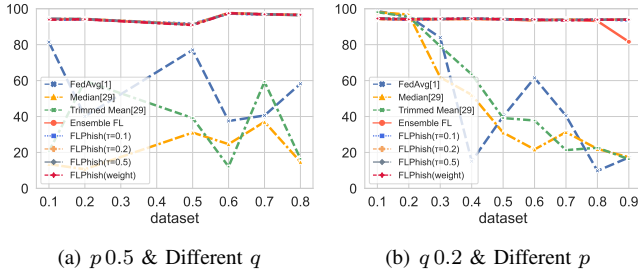 100
80
60
40
20
0
FedAvg[1]
Median[29]
Trimmed Mean[29]
Ensemble FL
FLPhish(τ=0.1)
FLPhish(τ=0.2)
FLPhish(τ=0.5)
FLPhish(weight)
0.1 0.2 0.3 0.4 0.5 0.6 0.7 0.8
dataset
(a) p 0.5 & Different q
100
80
60
40
20
0
FedAvg[1]
Median[29]
Trimmed Mean[29]
Ensemble FL
FLPhish(τ=0.1)
FLPhish(τ=0.2)
FLPhish(τ=0.5)
FLPhish(weight)
0.1 0.2 0.3 0.4 0.5 0.6 0.7 0.8 0.9
dataset
(b) q 0.2 & Different p